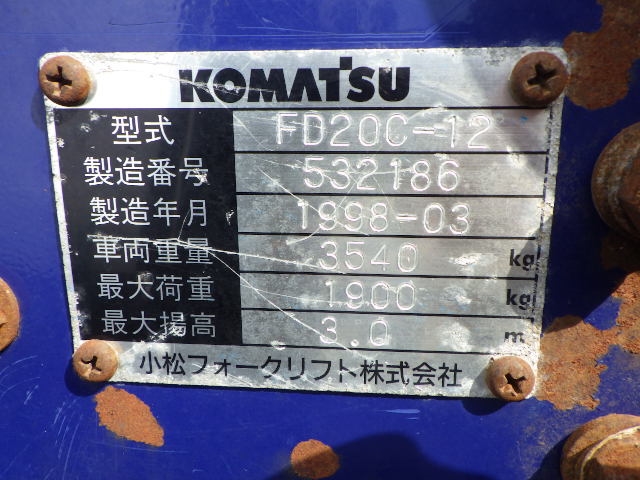 KOMATSU
型式 FD20C-12
製造番号 532186
製造年月 1998-03
車両重量 3540 kg
最大荷重 1900 kg
最大揚高 3.0 m
小松フォークリフト株式会社